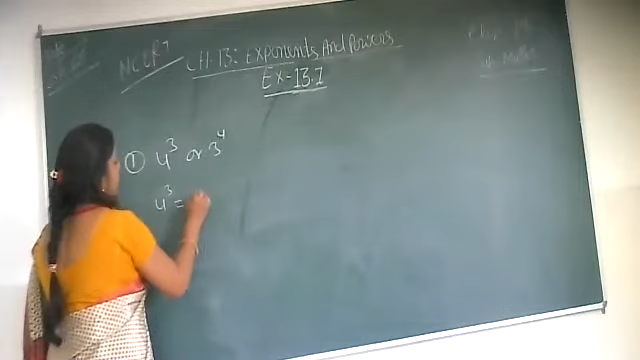 NCERT CH-13: Exponents And Powers
Ex-13.1
① 4³ or 3⁴
4³ =